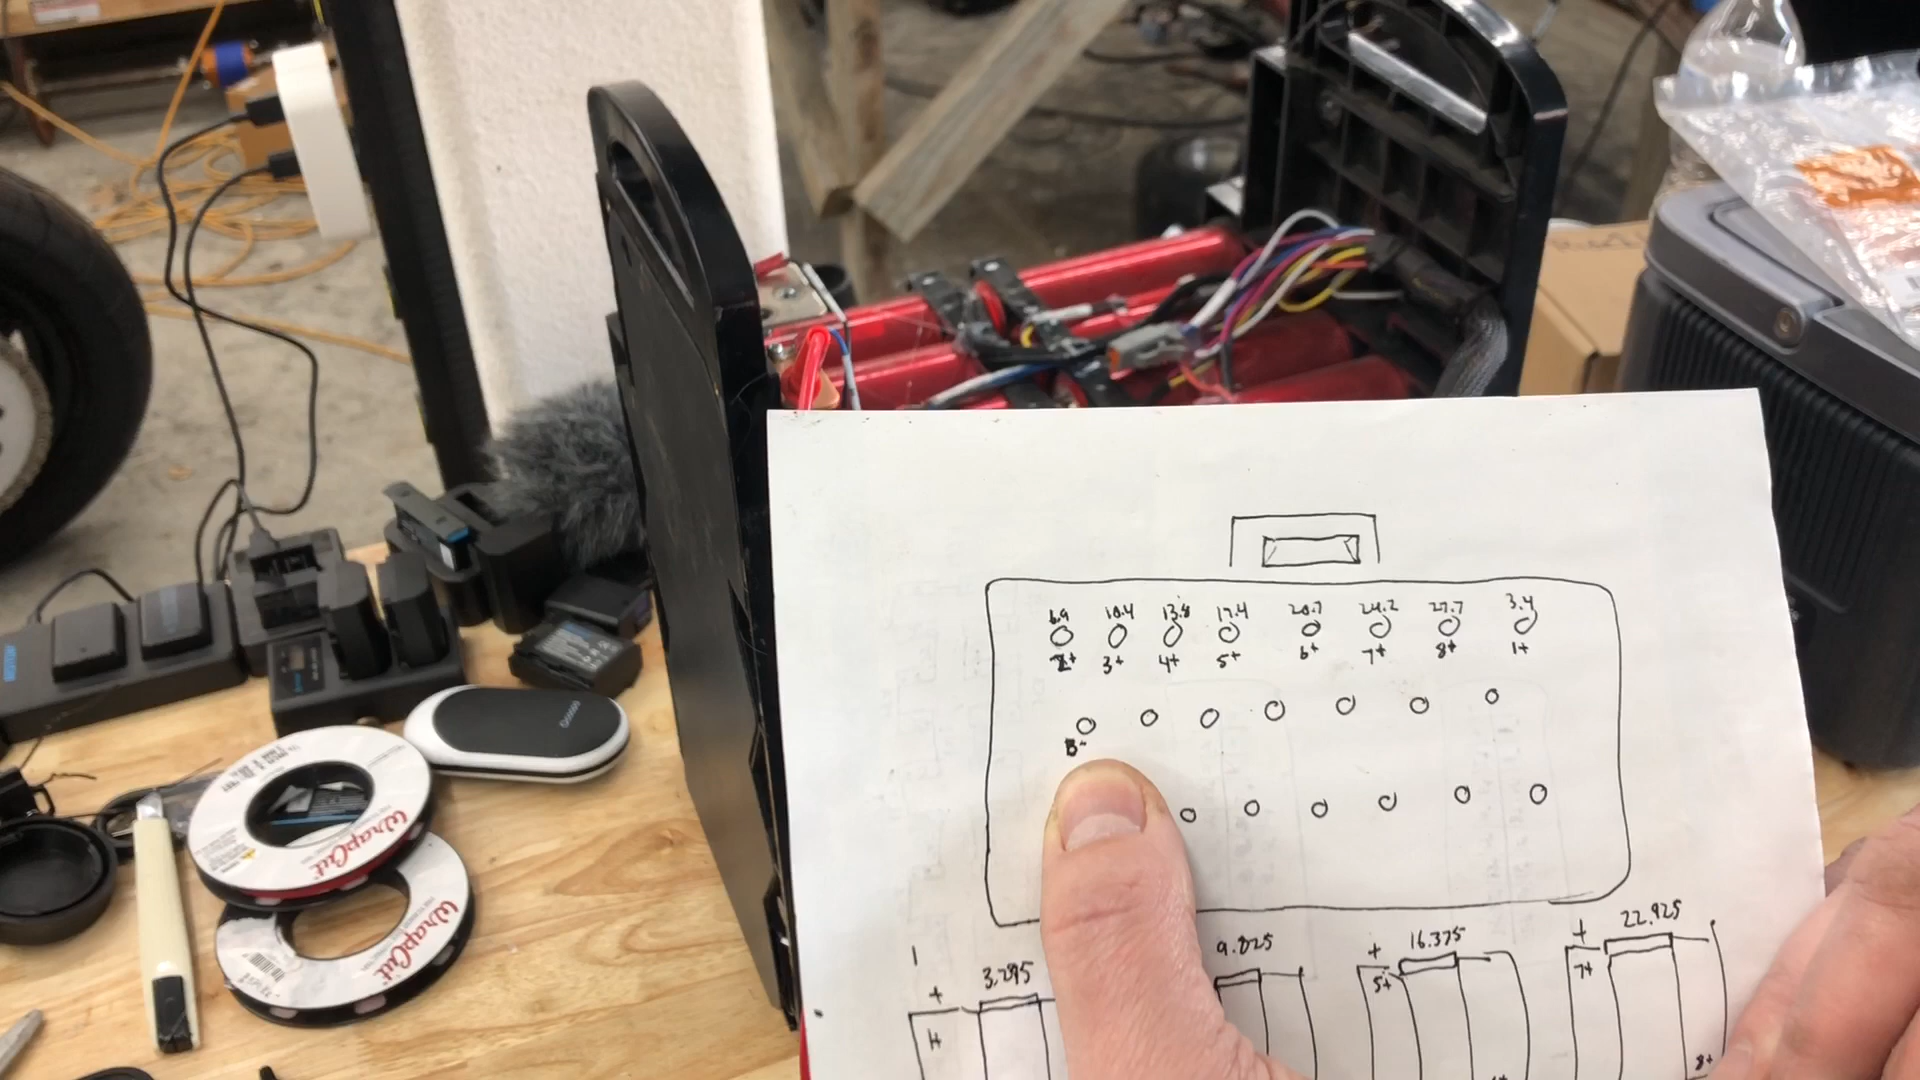 6.9 10.4 13.8 17.4 20.7 24.2 27.7 3.4
2+ 3+ 4+ 5+ 6+ 7+ 8+ 1+
B-
3.295 9.825 + 16.375 + 22.925
+ 5+ 7+
1+
8+
WrapCut
WrapCut